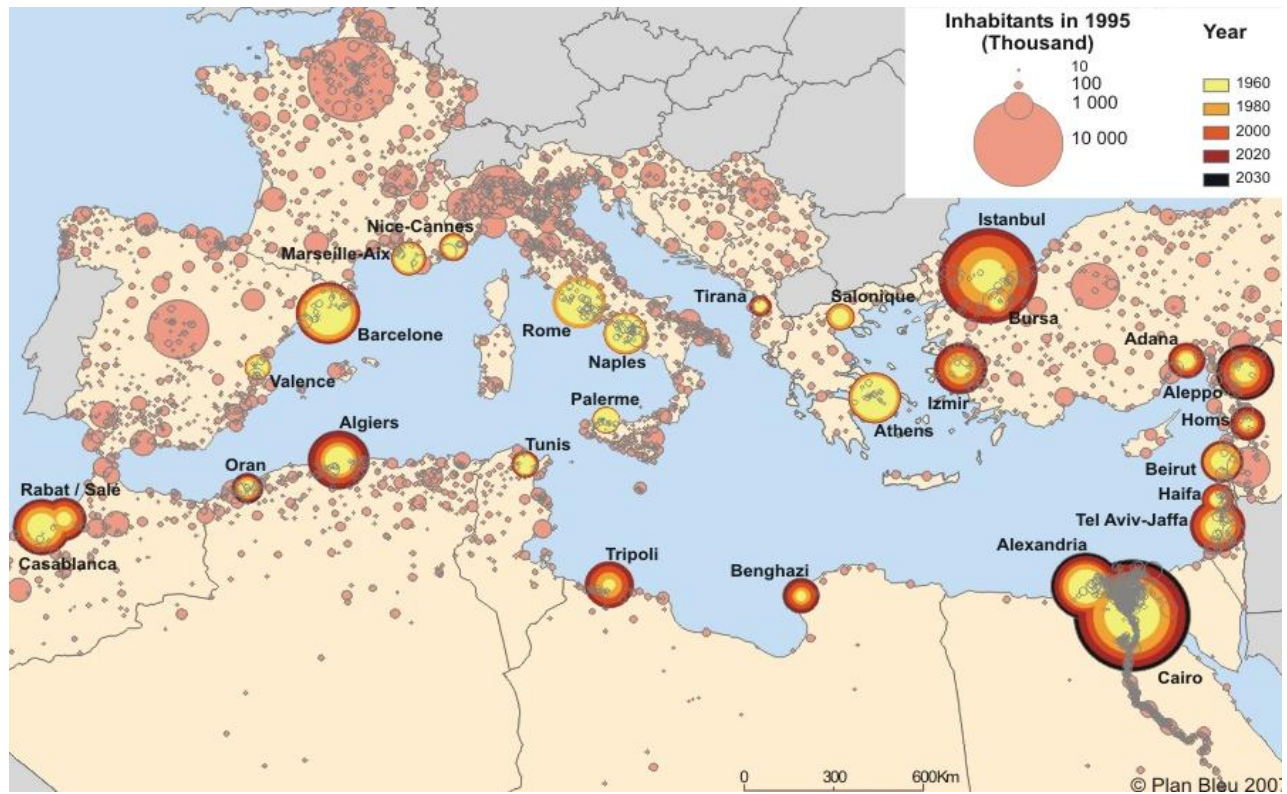 Inhabitants in 1995
(Thousand)
10
100
1 000
10 000
Year
1960
1980
2000
2020
2030
Nice-Cannes
Marseille-Aix
Barcelone
Valence
Rome
Naples
Palerme
Tirana
Salonique
Istanbul
Bursa
Izmir
Athens
Adana
Aleppo
Homs
Beirut
Haifa
Tel Aviv-Jaffa
Algiers
Oran
Tunis
Rabat / Salé
Casablanca
Tripoli
Benghazi
Alexandria
Cairo
0 300 600Km
© Plan Bleu 2007